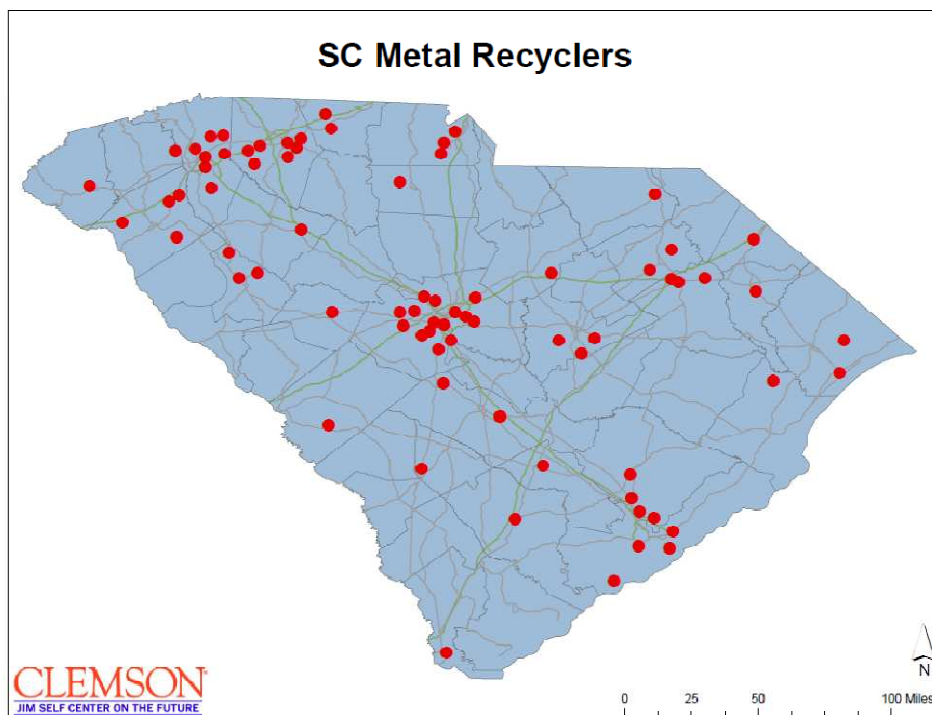 SC Metal Recyclers
CLEMSON®
JIM SELF CENTER ON THE FUTURE
N
0 25 50 100 Miles